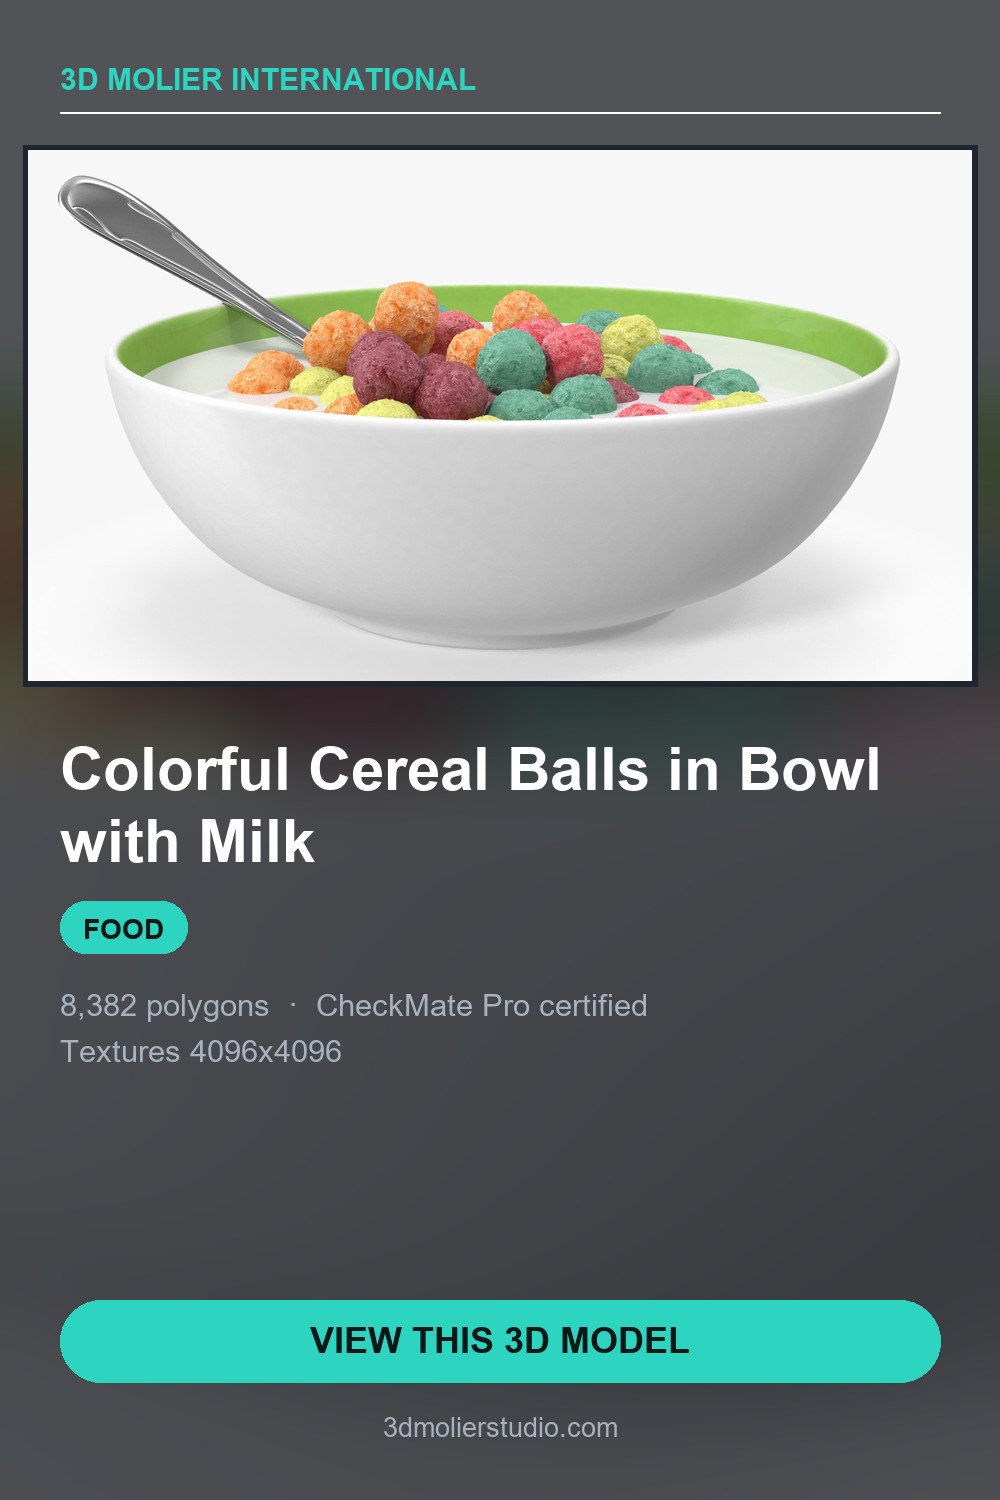 3D MOLIER INTERNATIONAL
Colorful Cereal Balls in Bowl
with Milk
FOOD
8,382 polygons · CheckMate Pro certified
Textures 4096x4096
VIEW THIS 3D MODEL
3dmolierstudio.com